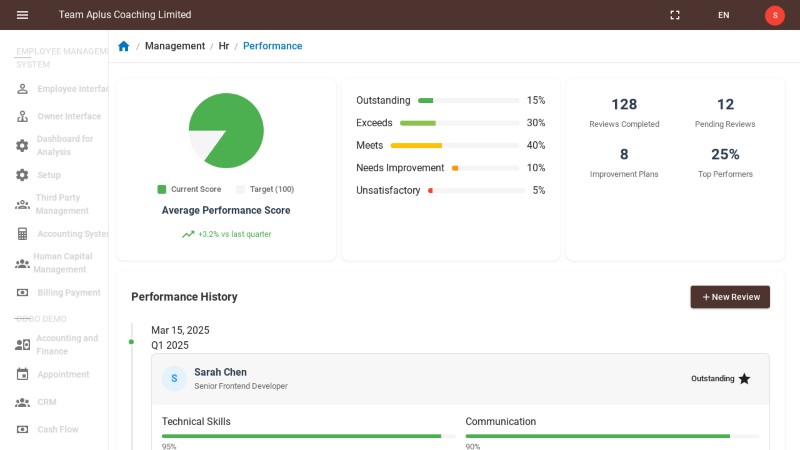 Team Aplus Coaching Limited
EN
S
EMPLOYEE MANAGEM
SYSTEM
Employee Interfac
Owner Interface
Dashboard for
Analysis
Setup
Third Party
Management
Accounting System
Human Capital
Management
Billing Payment
DEMO
Accounting and
Finance
Appointment
CRM
Cash Flow
/ Management / Hr / Performance
Current Score
Target (100)
Average Performance Score
+3.2% vs last quarter
Outstanding 15%
Exceeds 30%
Meets 40%
Needs Improvement 10%
Unsatisfactory 5%
128
Reviews Completed
12
Pending Reviews
8
Improvement Plans
25%
Top Performers
Performance History
+ New Review
Mar 15, 2025
Q1 2025
S
Sarah Chen
Senior Frontend Developer
Outstanding
Technical Skills
95%
Communication
90%